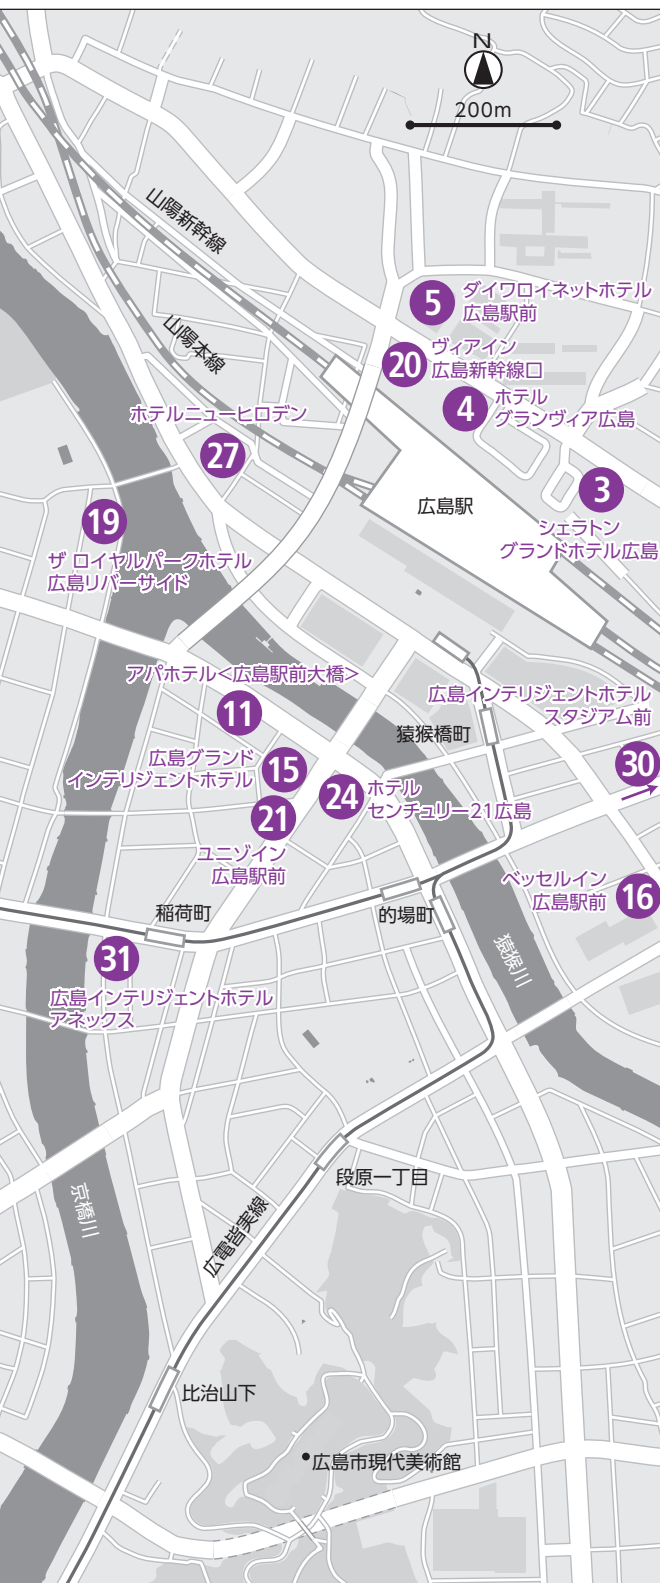 N
200m
山陽新幹線
5
ダイワロイネットホテル
広島駅前
山陽本線
20
ヴィアイン
広島新幹線口
4
ホテル
グランヴィア広島
ホテルニューヒロデン
27
3
広島駅
19
シェラトン
グランドホテル広島
ザ ロイヤルパークホテル
広島リバーサイド
アパホテル<広島駅前大橋>
11
広島インテリジェントホテル
スタジアム前
30
猿猴橋町
広島グランド
インテリジェントホテル
15
24
ホテル
センチュリー21広島
21
ユニゾイン
広島駅前
ベッセルイン
広島駅前
16
稲荷町
的場町
31
猿猴川
広島インテリジェントホテル
アネックス
段原一丁目
京橋川
広電皆実線
比治山下
広島市現代美術館